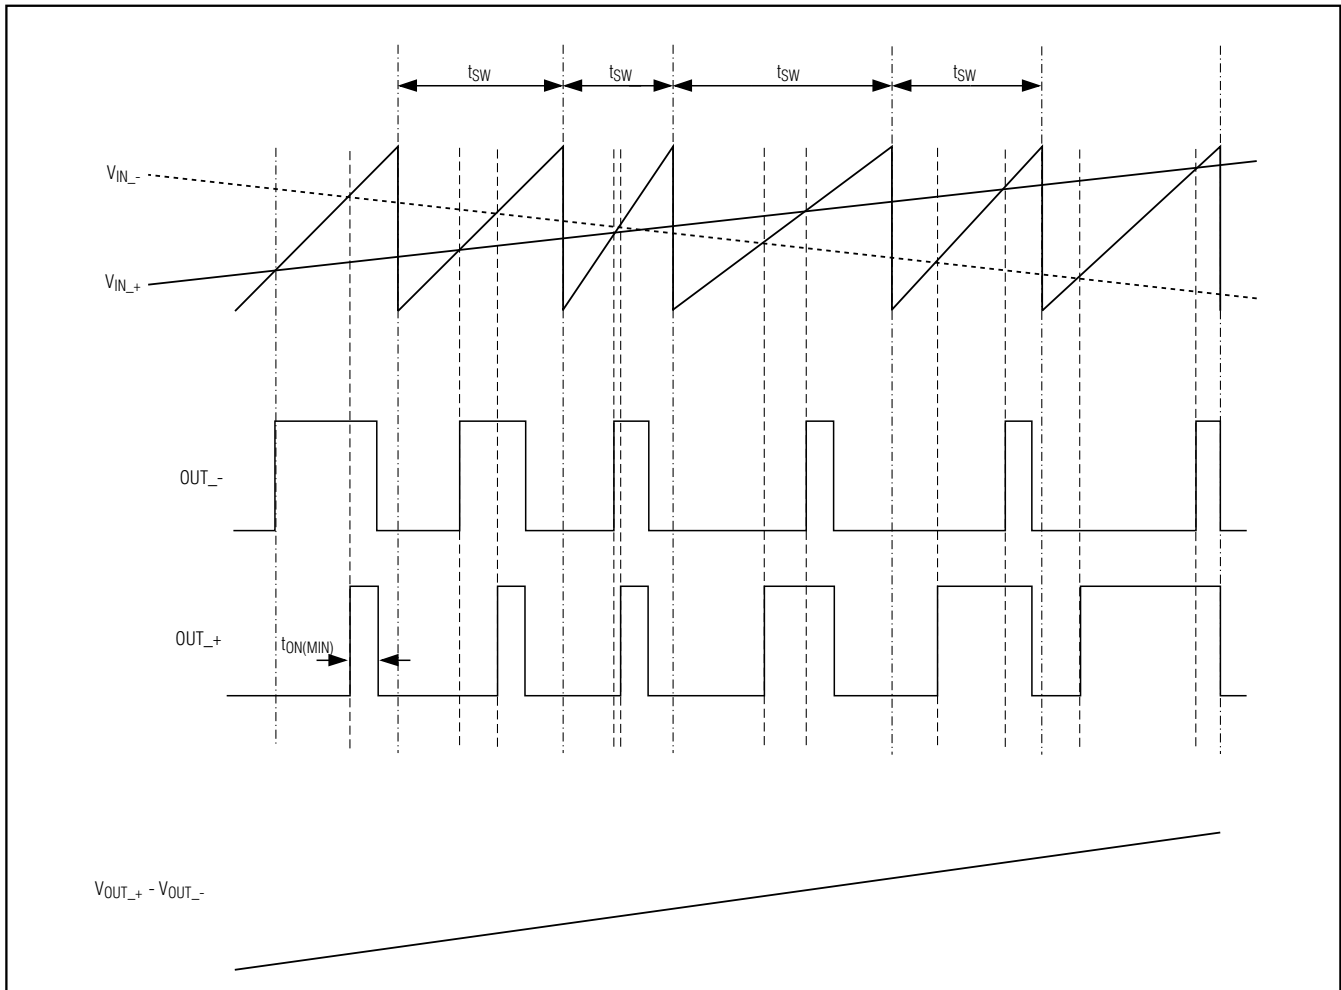 tSW tSW tSW tSW
VIN_-
VIN_+
OUT_-
OUT_+
tON(MIN)
VOUT_+ - VOUT_-